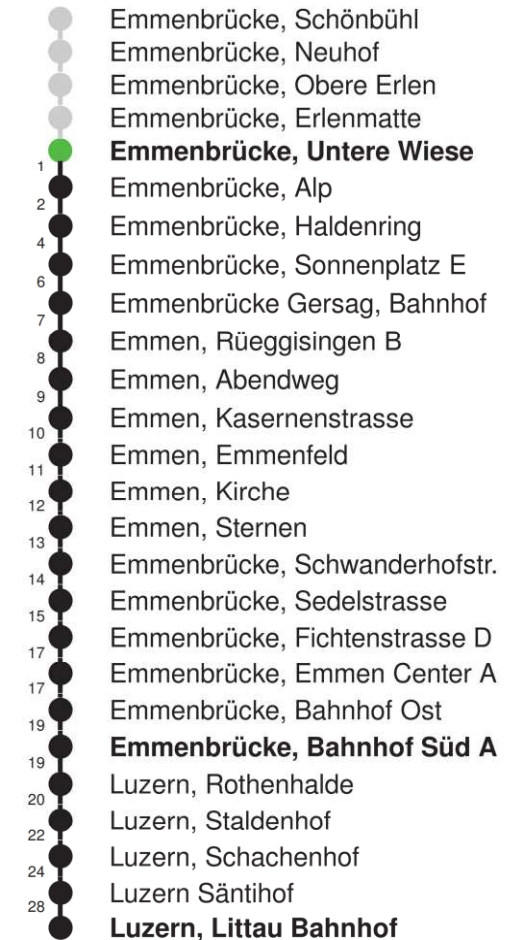 Emmenbrücke, Schönbühl
Emmenbrücke, Neuhof
Emmenbrücke, Obere Erlen
Emmenbrücke, Erlenmatte
Emmenbrücke, Untere Wiese
1
Emmenbrücke, Alp
2
Emmenbrücke, Haldenring
4
Emmenbrücke, Sonnenplatz E
6
Emmenbrücke Gersag, Bahnhof
7
Emmen, Rüeggisingen B
8
Emmen, Abendweg
9
Emmen, Kasernenstrasse
10
Emmen, Emmenfeld
11
Emmen, Kirche
12
Emmen, Sternen
13
Emmenbrücke, Schwanderhofstr.
14
Emmenbrücke, Sedelstrasse
15
Emmenbrücke, Fichtenstrasse D
17
Emmenbrücke, Emmen Center A
17
Emmenbrücke, Bahnhof Ost
19
Emmenbrücke, Bahnhof Süd A
19
Luzern, Rothenhalde
20
Luzern, Staldenhof
22
Luzern, Schachenhof
24
Luzern Säntihof
28
Luzern, Littau Bahnhof